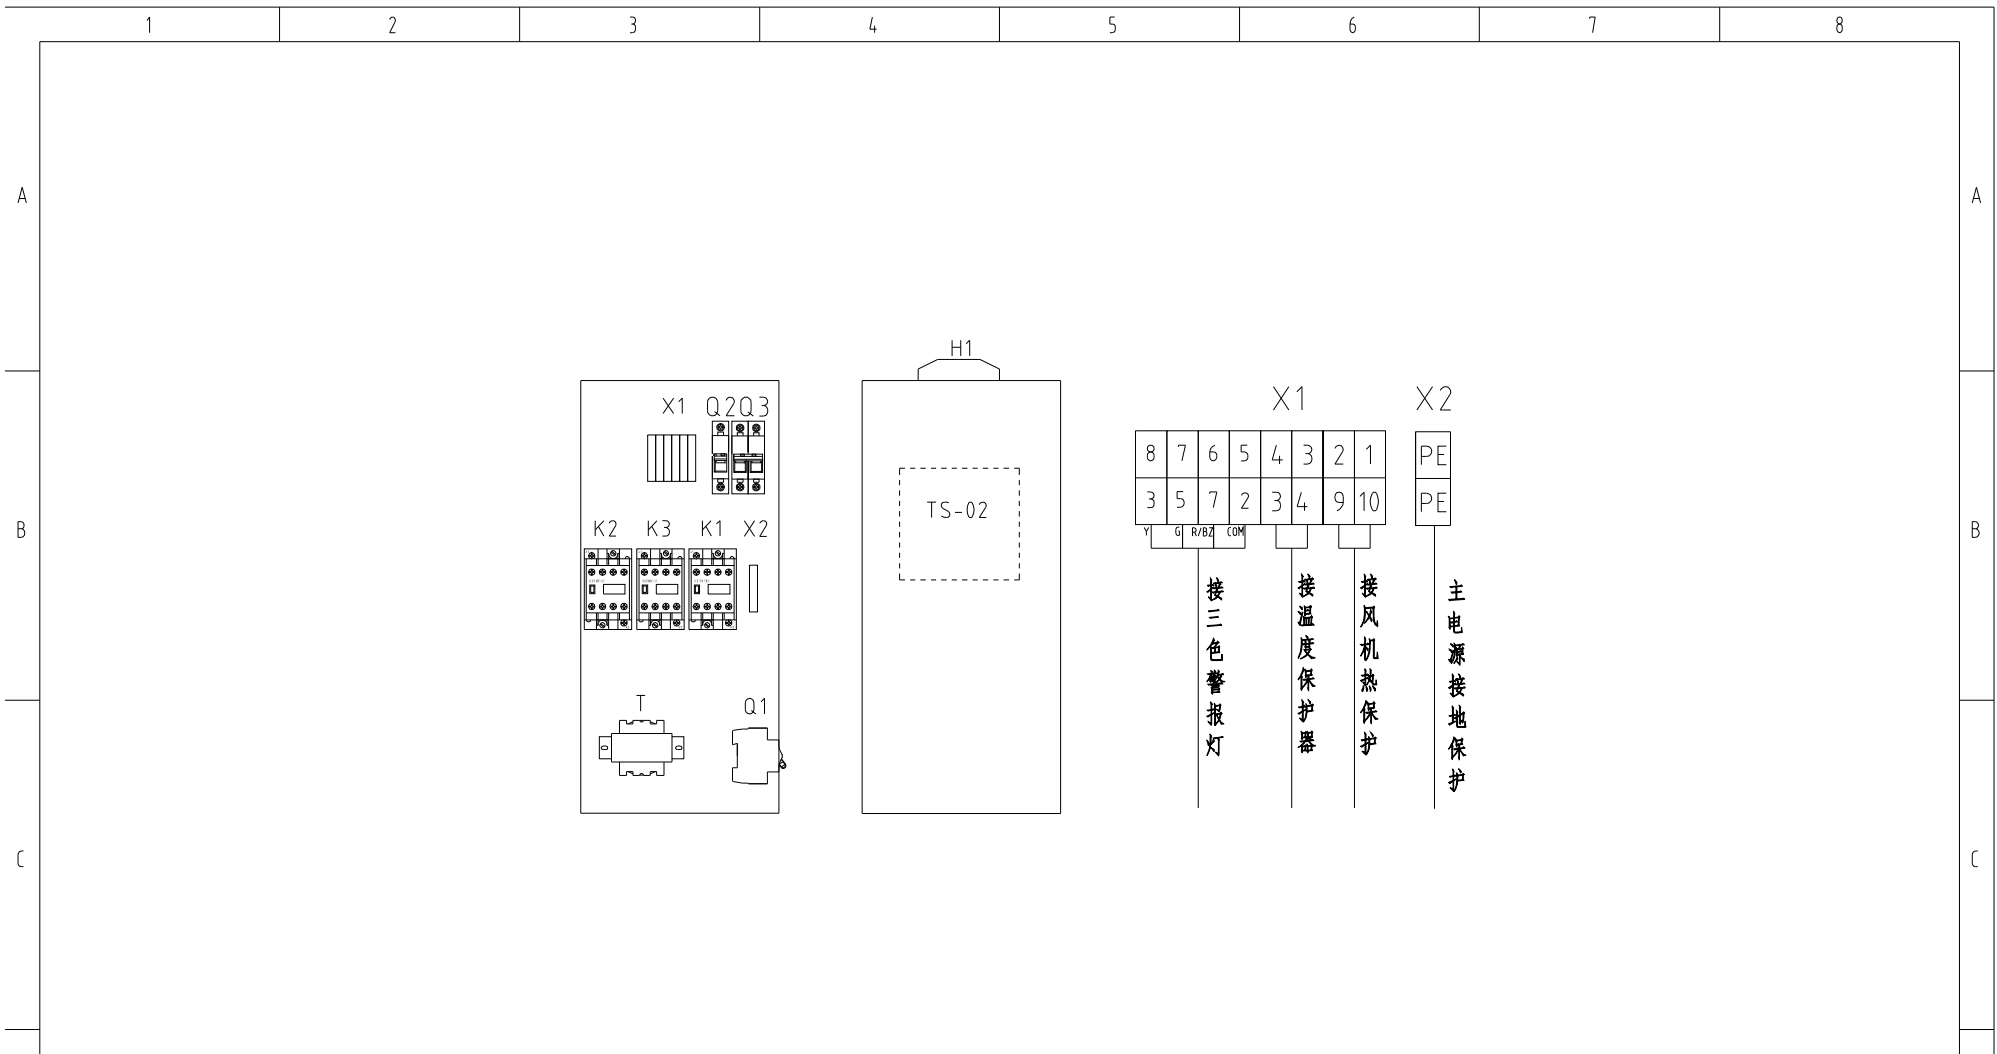 1 2 3 4 5 6 7 8
A A
H1
X1 Q2 Q3
X1 X2
8 7 6 5 4 3 2 1 PE
3 5 7 2 3 4 9 10 PE
TS-02
K2 K3 K1 X2
B B
Y G R/BZ COM
接三色警报灯
接温度保护器
接风机热保护
主电源接地保护
T Q1
C C